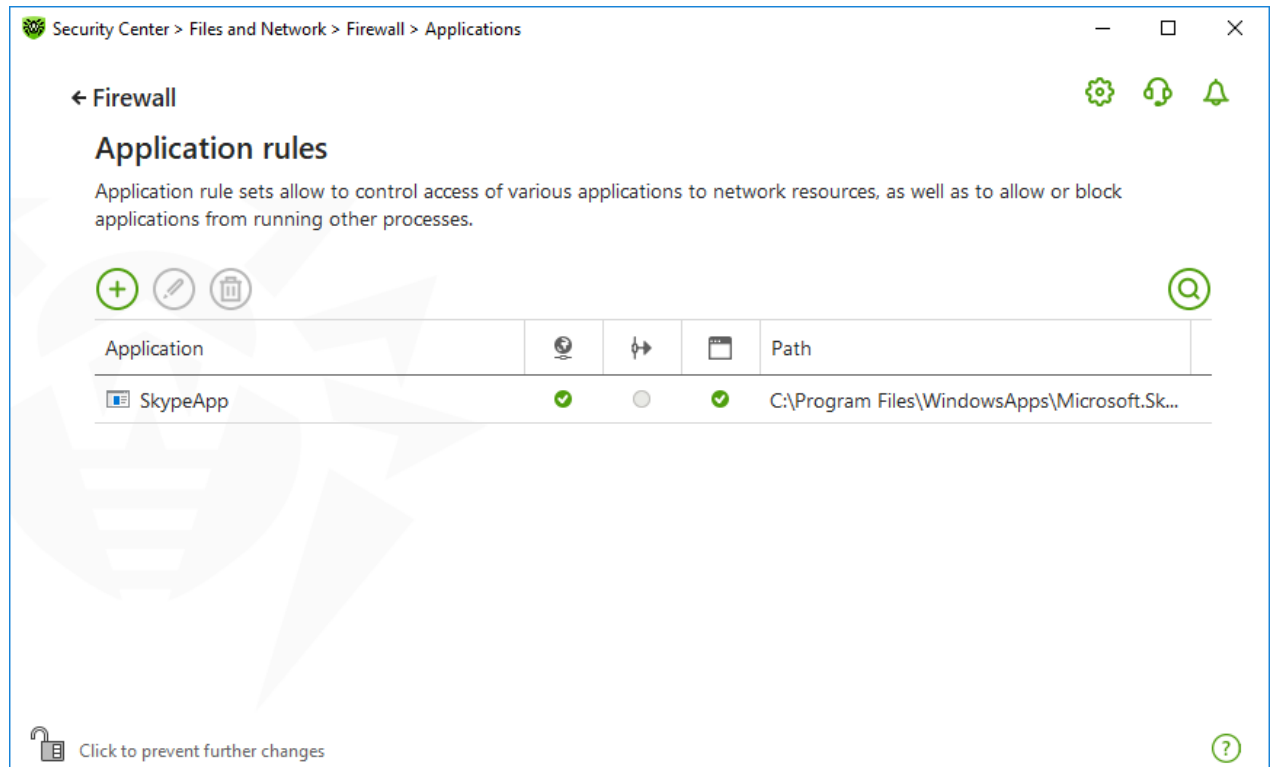 Security Center > Files and Network > Firewall > Applications
Firewall
Application rules
Application rule sets allow to control access of various applications to network resources, as well as to allow or block
applications from running other processes.
Application Path
SkypeApp C:\Program Files\WindowsApps\Microsoft.Sk...
Click to prevent further changes
?